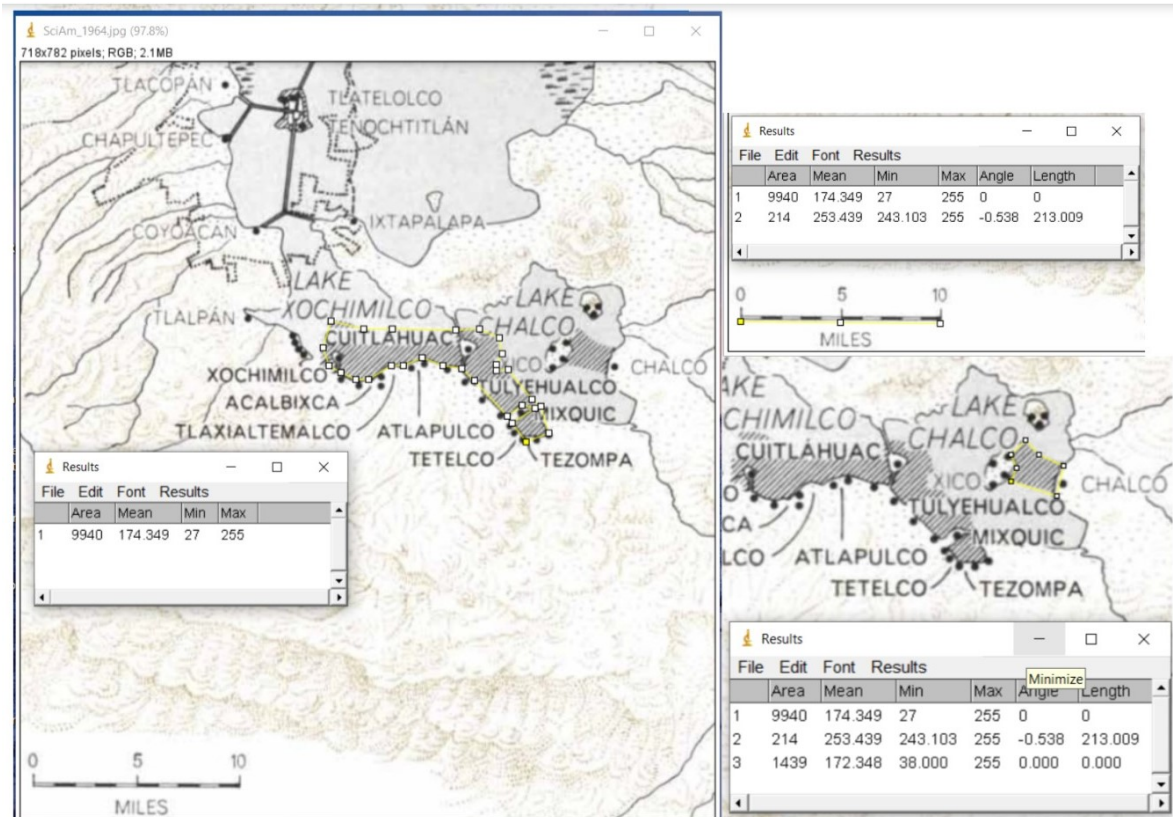 SciAm_1964.jpg (97.8%)
718x782 pixels; RGB; 2.1MB
TLACOPÁN
TLATELOLCO
TENOCHTITLÁN
CHAPULTEPEC
IXTAPALAPA
COYOACÁN
LAKE
XOCHIMILCO
LAKE
CHALCO
TLALPÁN
CUITLÁHUAC
XICO
CHALCO
XOCHIMILCO
TULYEHUALCO
ACALBIXCA
MIXQUIC
TLAXIALTEMALCO
ATLAPULCO
TETELCO
TEZOMPA
Results
File Edit Font Results
Area Mean Min Max
1 9940 174.349 27 255
0 5 10
MILES
Results
File Edit Font Results
Area Mean Min Max Angle Length
1 9940 174.349 27 255 0 0
2 214 253.439 243.103 255 -0.538 213.009
0 5 10
MILES
AKE
CHIMILCO
LAKE
CHALCO
CUITLÁHUAC
XICO
CHALCO
O
TULYEHUALCO
CA
MIXQUIC
LCO
ATLAPULCO
TETELCO
TEZOMPA
Results
File Edit Font Results
Minimize
Area Mean Min Max Angle Length
1 9940 174.349 27 255 0 0
2 214 253.439 243.103 255 -0.538 213.009
3 1439 172.348 38.000 255 0.000 0.000